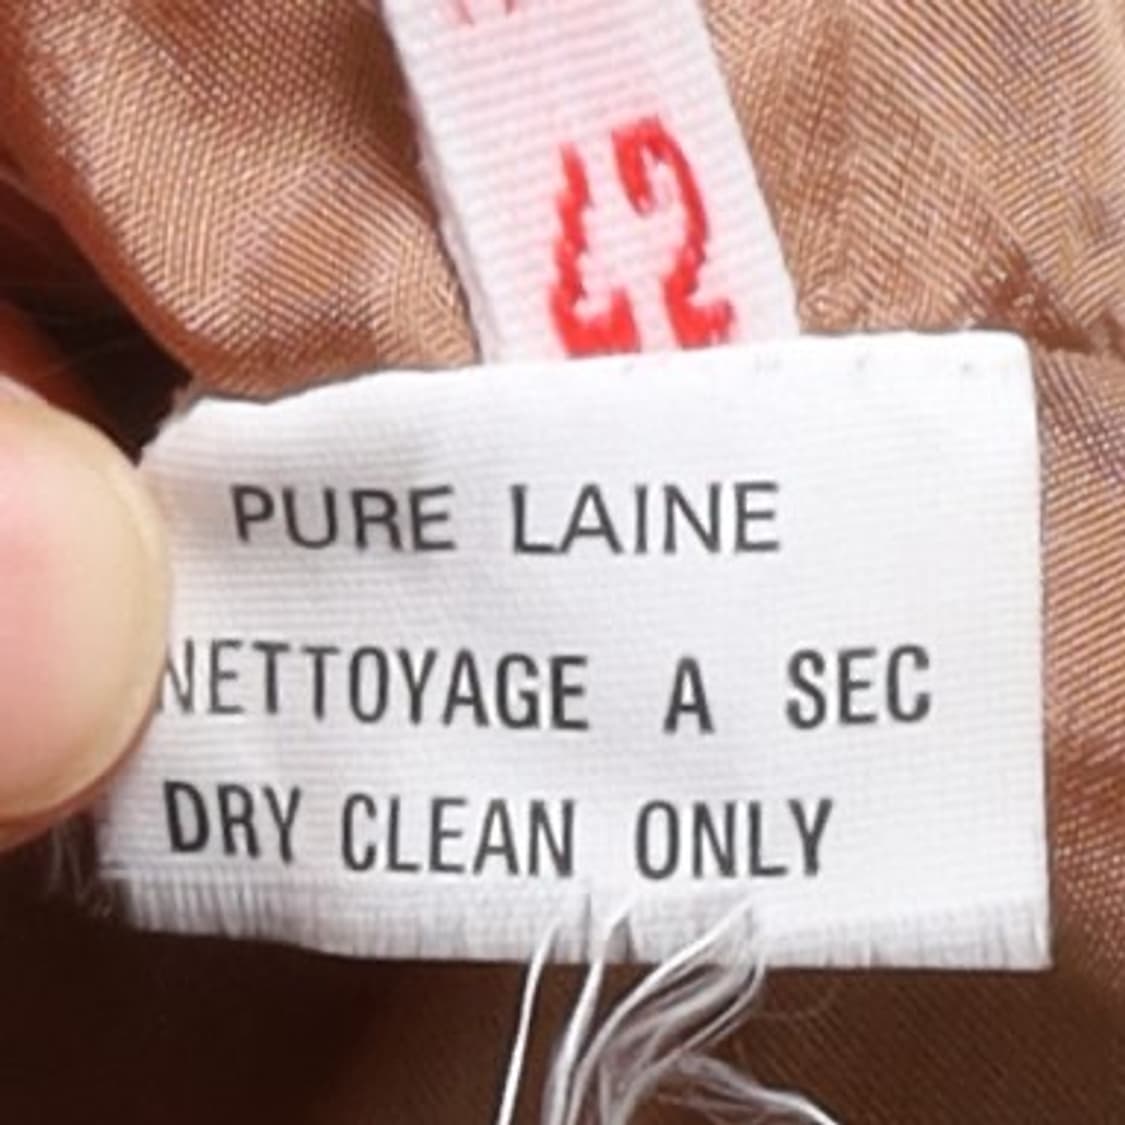 PURE LAINE
NETTOYAGE A SEC
DRY CLEAN ONLY